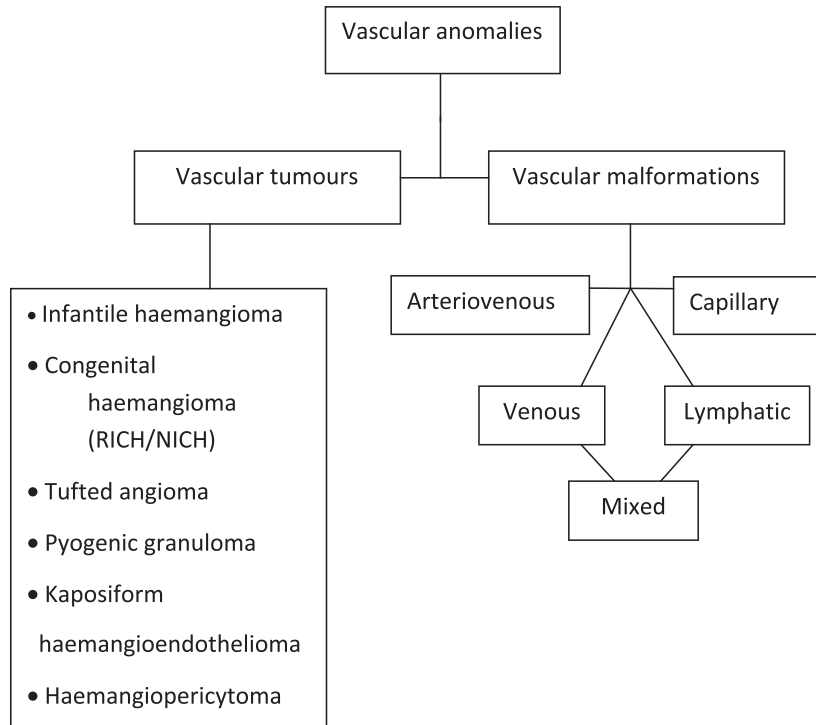 Vascular anomalies
Vascular tumours
Vascular malformations
• Infantile haemangioma
• Congenital
haemangioma
(RICH/NICH)
• Tufted angioma
• Pyogenic granuloma
• Kaposiform
haemangioendothelioma
• Haemangiopericytoma
Arteriovenous
Capillary
Venous
Lymphatic
Mixed